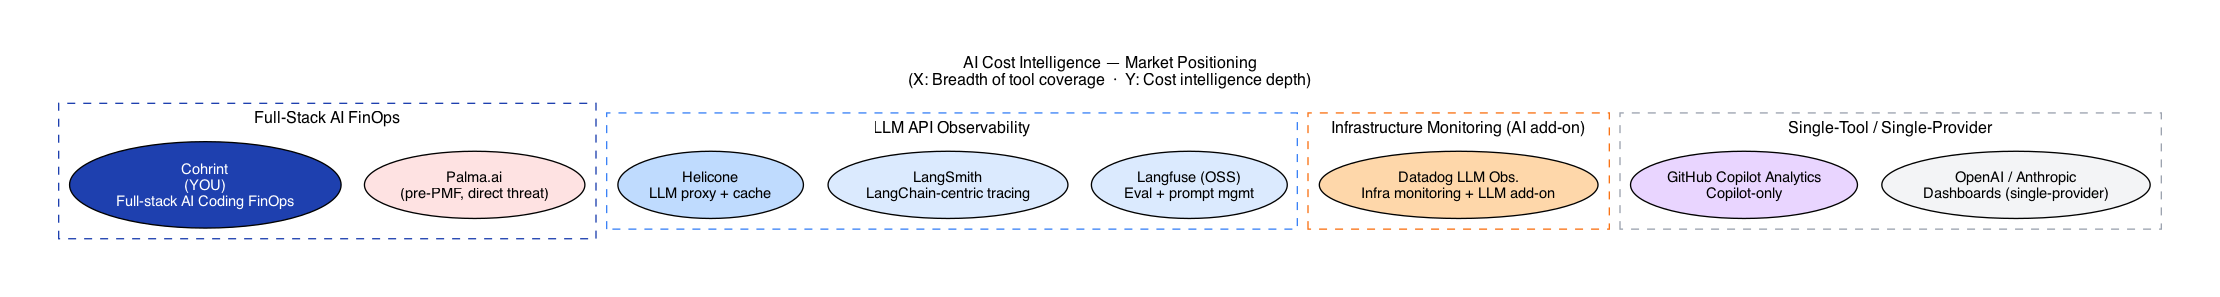 AI Cost Intelligence — Market Positioning
(X: Breadth of tool coverage · Y: Cost intelligence depth)
Full-Stack AI FinOps
Cohrint
(YOU)
Full-stack AI Coding FinOps
Palma.ai
(pre-PMF, direct threat)
LLM API Observability
Helicone
LLM proxy + cache
LangSmith
LangChain-centric tracing
Langfuse (OSS)
Eval + prompt mgmt
Infrastructure Monitoring (AI add-on)
Datadog LLM Obs.
Infra monitoring + LLM add-on
Single-Tool / Single-Provider
GitHub Copilot Analytics
Copilot-only
OpenAI / Anthropic
Dashboards (single-provider)